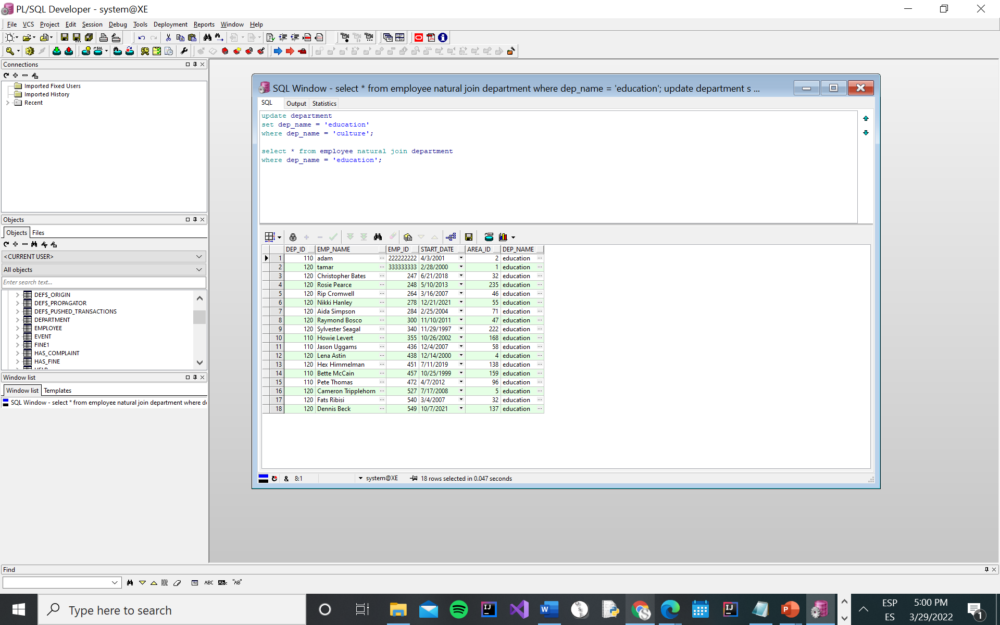 PL/SQL Developer - system@XE
File VCS Project Edit Session Debug Tools Deployment Reports Window Help
Connections
Imported Fixed Users
Imported History
Recent
Objects
Objects Files
<CURRENT USER>
All objects
Enter search text...
DEF$_ORIGIN
DEF$_PROPAGATOR
DEF$_PUSHED_TRANSACTIONS
DEPARTMENT
EMPLOYEE
EVENT
FINE1
HAS_COMPLAINT
HAS_FINE
Window list
Window list Templates
SQL Window - select * from employee natural join department where de
SQL Window - select * from employee natural join department where dep_name = 'education'; update department s ...
SQL Output Statistics
update department
set dep_name = 'education'
where dep_name = 'culture';
select * from employee natural join department
where dep_name = 'education';
DEP_ID EMP_NAME EMP_ID START_DATE AREA_ID DEP_NAME
1 110 adam 222222222 4/3/2001 2 education
2 120 tamar 333333333 2/28/2000 1 education
3 120 Christopher Bates 247 6/21/2018 32 education
4 120 Rosie Pearce 248 5/10/2013 235 education
5 120 Rip Cromwell 264 3/16/2007 46 education
6 120 Nikki Hanley 278 12/21/2021 55 education
7 120 Aida Simpson 284 2/25/2004 71 education
8 120 Raymond Bosco 300 11/10/2011 47 education
9 120 Sylvester Seagal 340 11/29/1997 222 education
10 110 Howie Levert 355 10/26/2002 168 education
11 110 Jason Uggams 436 12/4/2007 58 education
12 120 Lena Astin 438 12/14/2000 4 education
13 120 Hex Himmelman 451 7/11/2019 138 education
14 110 Bette McCain 457 10/25/1999 159 education
15 110 Pete Thomas 472 4/7/2012 96 education
16 120 Cameron Tripplehorn 527 7/17/2008 5 education
17 120 Fats Ribisi 540 3/4/2007 32 education
18 120 Dennis Beck 549 10/7/2021 137 education
& 8:1 system@XE 18 rows selected in 0.047 seconds
Find
ABC "AB"
Type here to search
ESP 5:00 PM
ES 3/29/2022 1